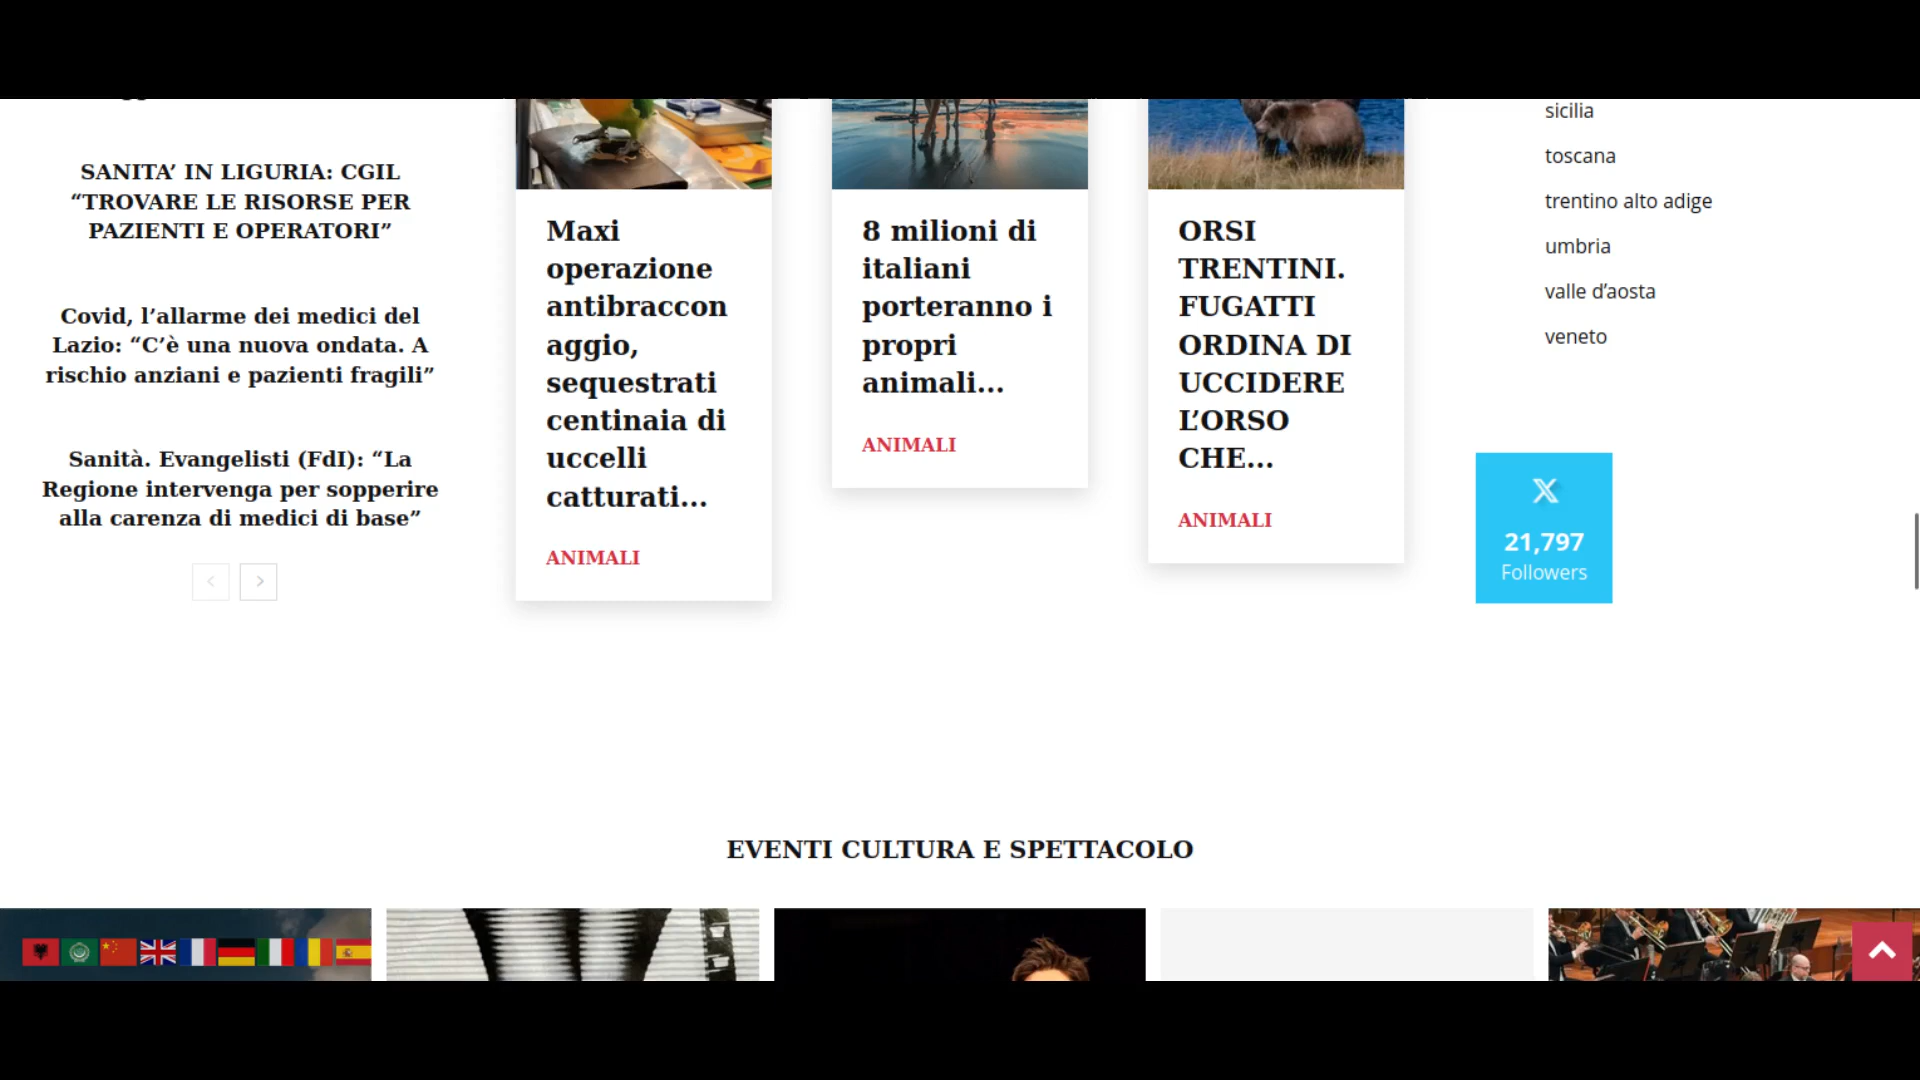 SANITA’ IN LIGURIA: CGIL
“TROVARE LE RISORSE PER
PAZIENTI E OPERATORI”
Covid, l’allarme dei medici del
Lazio: “C’è una nuova ondata. A
rischio anziani e pazienti fragili”
Sanità. Evangelisti (FdI): “La
Regione intervenga per sopperire
alla carenza di medici di base”
Maxi
operazione
antibraccon
aggio,
sequestrati
centinaia di
uccelli
catturati...
ANIMALI
8 milioni di
italiani
porteranno i
propri
animali...
ANIMALI
ORSI
TRENTINI.
FUGATTI
ORDINA DI
UCCIDERE
L’ORSO
CHE...
ANIMALI
sicilia
toscana
trentino alto adige
umbria
valle d’aosta
veneto
21,797
Followers
EVENTI CULTURA E SPETTACOLO